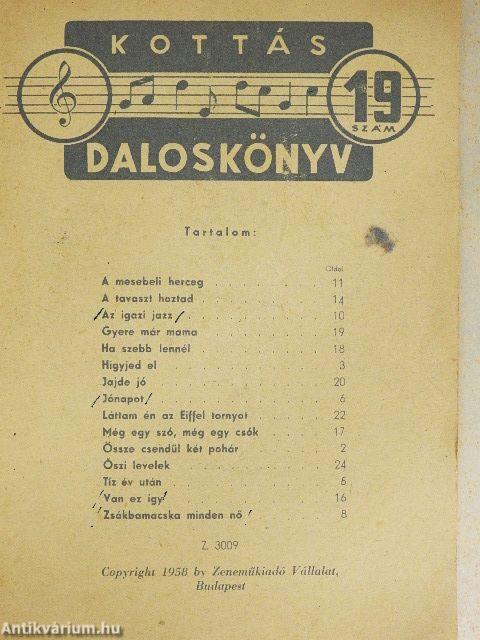 KOTTÁS
19
SZÁM
DALOSKÖNYV
Tartalom:
Oldal
A mesebeli herceg . . . . . . . . 11
A tavaszt hoztad . . . . . . . . 14
Az igazi jazz . . . . . . . . 10
Gyere már mama . . . . . . . . 19
Ha szebb lennél . . . . . . . . 18
Higyjed el . . . . . . . . 3
Jajde jó . . . . . . . . 20
Jónapot . . . . . . . . 6
Láttam én az Eiffel tornyot . . . . 22
Még egy szó, még egy csók . . . . 17
Össze csendül két pohár . . . . 2
Őszi levelek . . . . . . . . 24
Tíz év után . . . . . . . . 5
Van ez igy . . . . . . . . 16
Zsákbamacska minden nő . . . . 8
Z. 3009
Copyright 1958 by Zeneműkiadó Vállalat,
Budapest
Antikvárium.hu